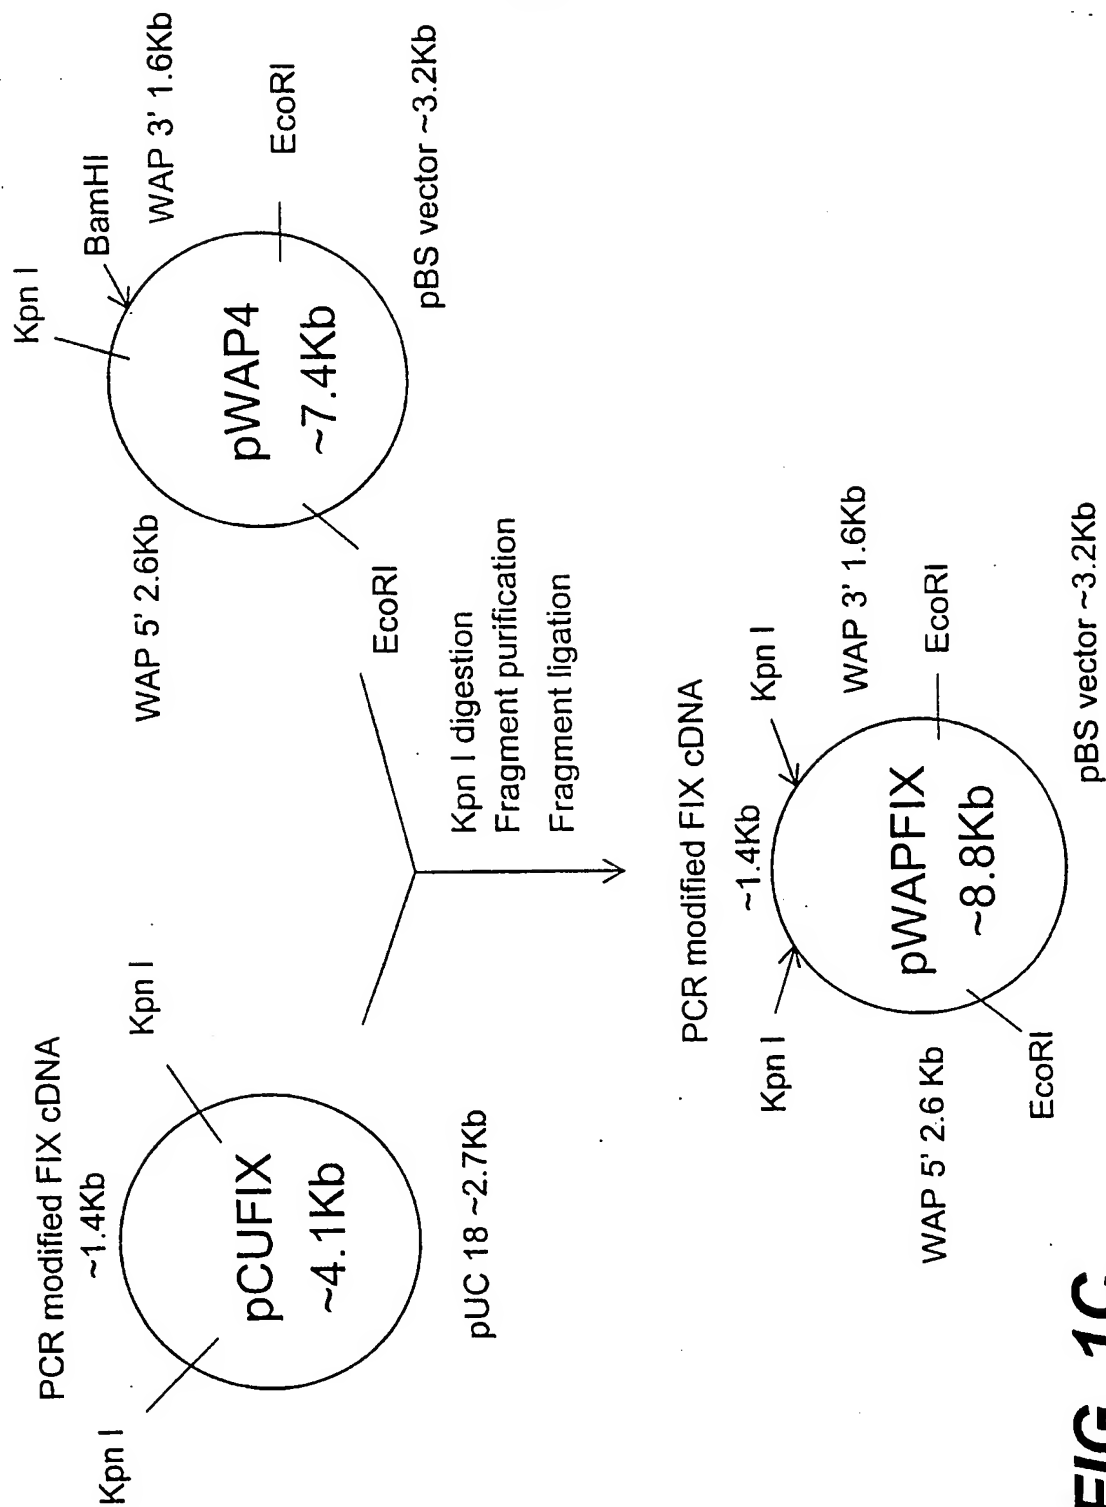 PCR modified FIX cDNA
~1.4Kb
Kpn I
Kpn I
pCUFIX
~4.1Kb
pUC 18 ~2.7Kb
Kpn I
BamHI
WAP 3' 1.6Kb
EcoRI
pWAP4
~7.4Kb
WAP 5' 2.6Kb
EcoRI
pBS vector ~3.2Kb
Kpn I digestion
Fragment purification
Fragment ligation
PCR modified FIX cDNA
~1.4Kb
Kpn I
Kpn I
WAP 3' 1.6Kb
pWAPFIX
~8.8Kb
EcoRI
WAP 5' 2.6 Kb
EcoRI
pBS vector ~3.2Kb
FIG. 1C